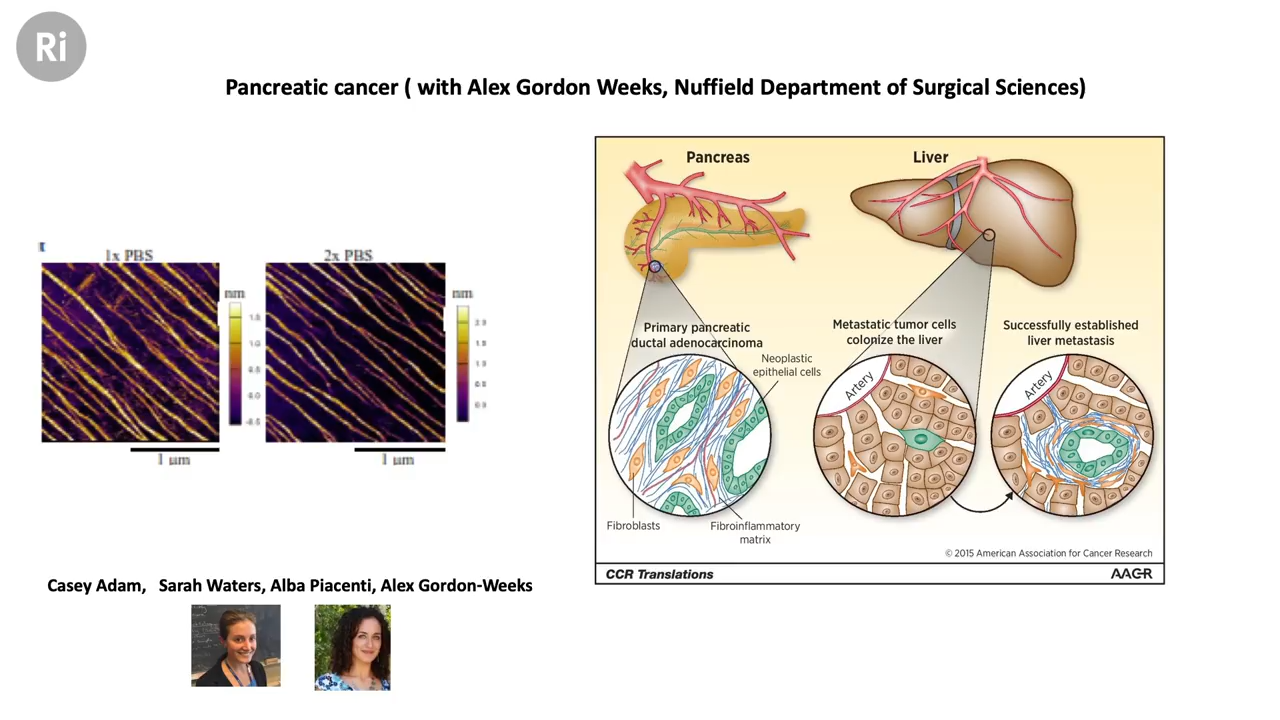 Ri
Pancreatic cancer ( with Alex Gordon Weeks, Nuffield Department of Surgical Sciences)
1x PBS
2x PBS
nm
nm
1 µm
1 µm
Pancreas
Liver
Primary pancreatic
ductal adenocarcinoma
Neoplastic
epithelial cells
Metastatic tumor cells
colonize the liver
Successfully established
liver metastasis
Artery
Artery
Fibroblasts
Fibroinflammatory
matrix
© 2015 American Association for Cancer Research
CCR Translations
AACR
Casey Adam, Sarah Waters, Alba Piacenti, Alex Gordon-Weeks